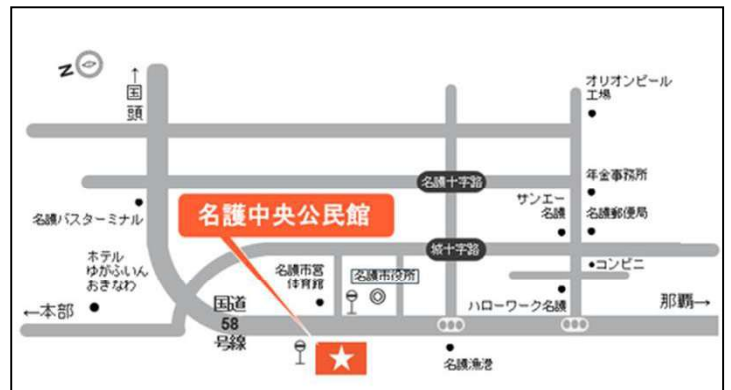 N
↑
国
頭
オリオンビール
工場
名護十字路
年金事務所
サンエー
名護
名護郵便局
名護バスターミナル
名護中央公民館
城十字路
ホテル
ゆがふいん
おきなわ
名護市営
体育館
名護市役所
•コンビニ
←本部
国道
58
号線
ハローワーク名護
那覇→
名護漁港